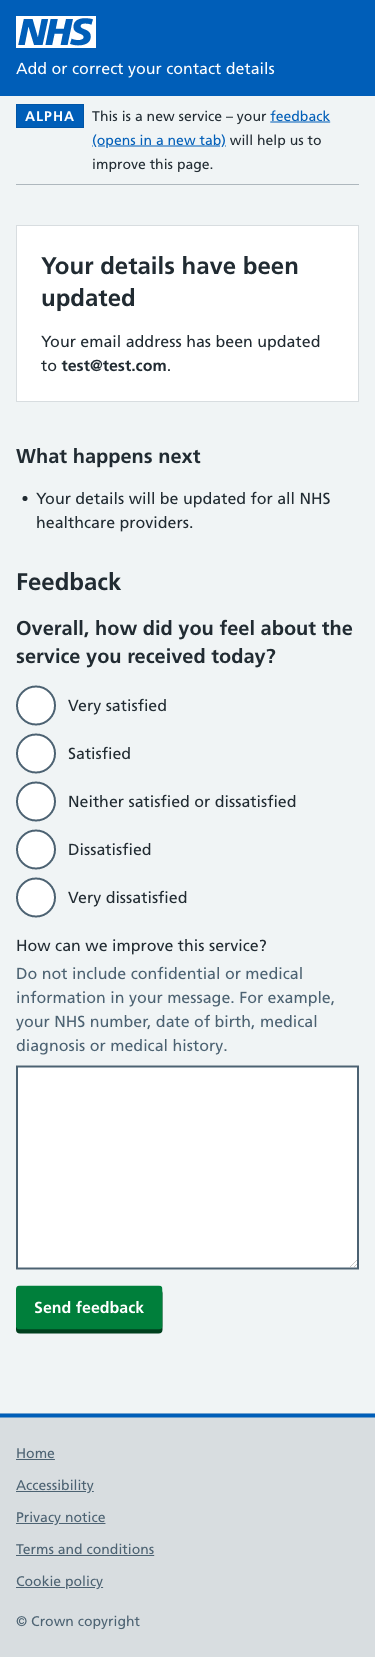 NHS
Add or correct your contact details
ALPHA
This is a new service – your feedback
(opens in a new tab) will help us to
improve this page.
Your details have been
updated
Your email address has been updated
to test@test.com.
What happens next
• Your details will be updated for all NHS
healthcare providers.
Feedback
Overall, how did you feel about the
service you received today?
Very satisfied
Satisfied
Neither satisfied or dissatisfied
Dissatisfied
Very dissatisfied
How can we improve this service?
Do not include confidential or medical
information in your message. For example,
your NHS number, date of birth, medical
diagnosis or medical history.
Send feedback
Home
Accessibility
Privacy notice
Terms and conditions
Cookie policy
© Crown copyright